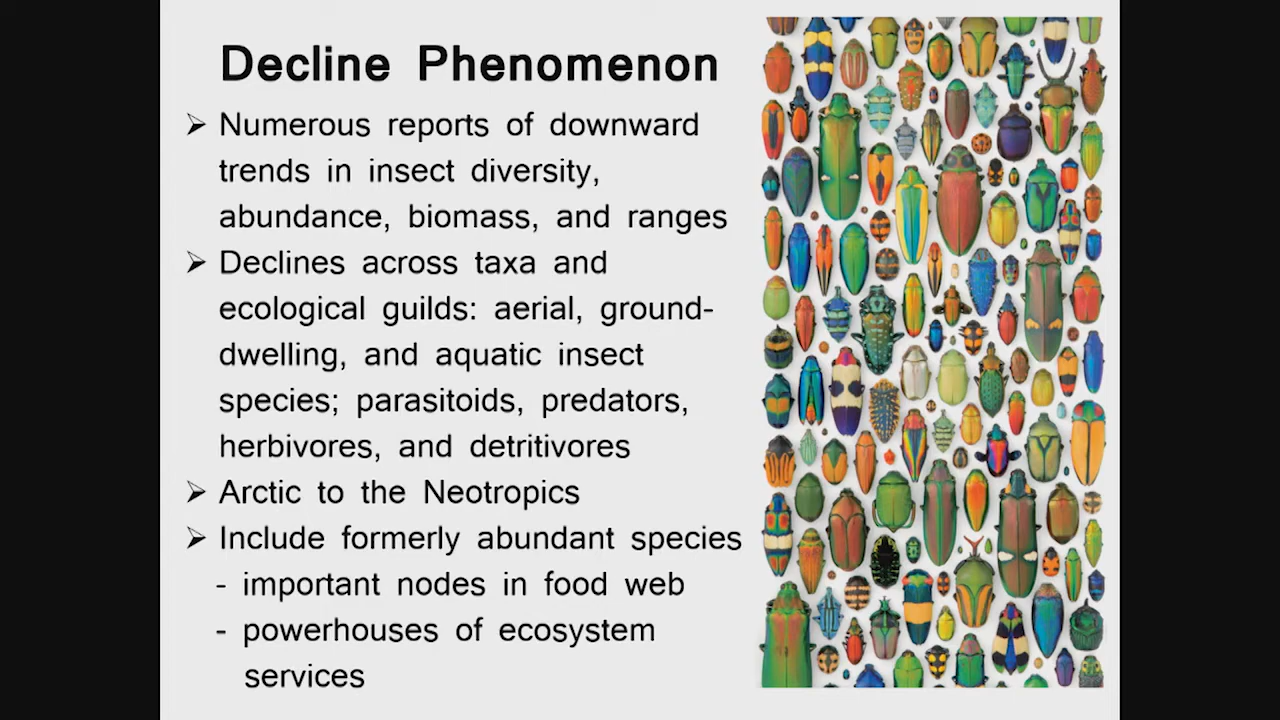 Decline Phenomenon
➢ Numerous reports of downward
trends in insect diversity,
abundance, biomass, and ranges
➢ Declines across taxa and
ecological guilds: aerial, ground-
dwelling, and aquatic insect
species; parasitoids, predators,
herbivores, and detritivores
➢ Arctic to the Neotropics
➢ Include formerly abundant species
- important nodes in food web
- powerhouses of ecosystem
services